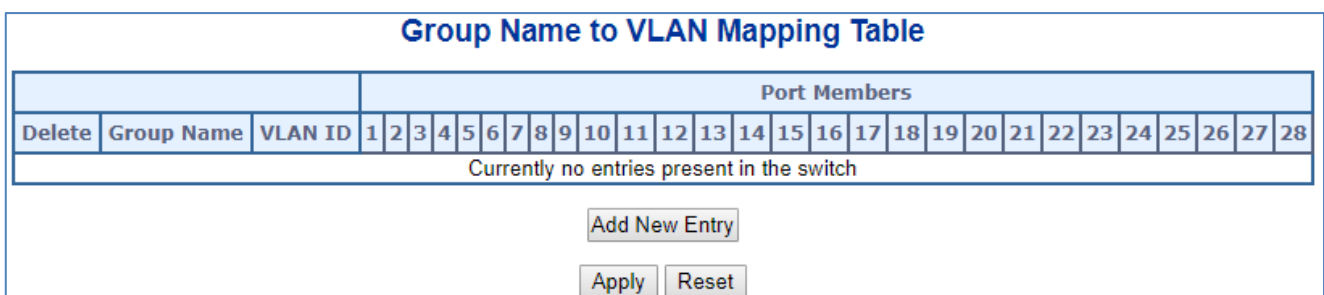 Group Name to VLAN Mapping Table
Port Members
Delete Group Name VLAN ID 1 2 3 4 5 6 7 8 9 10 11 12 13 14 15 16 17 18 19 20 21 22 23 24 25 26 27 28
Currently no entries present in the switch
Add New Entry
Apply Reset